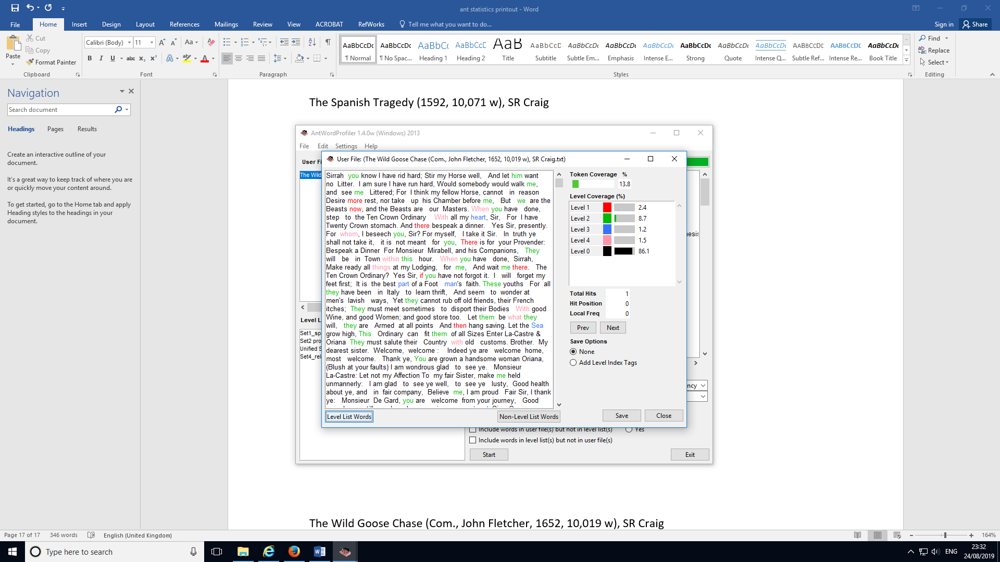 ant statistics printout - Word
File Home Insert Design Layout References Mailings Review View ACROBAT RefWorks Tell me what you want to do... Sign in Share
Paste
Cut
Copy
Format Painter
Clipboard
Calibri (Body) 11
Font
Paragraph
AaBbCcDc AaBbCcDc AaBbCc AaBbCcD AaB AaBbCcD AaBbCcDc AaBbCcDc AaBbCcDc AaBbCcDc AaBbCcDc AaBbCcDc AABBCCDD AABBCCDE AaBbCcDc
¶ Normal ¶ No Spac... Heading 1 Heading 2 Title Subtitle Subtle Em... Emphasis Intense E... Strong Quote Intense Q... Subtle Ref... Intense Re... Book Title
Styles
Find
Replace
Select
Editing
Navigation
Search document
Headings Pages Results
Create an interactive outline of your
document.
It's a great way to keep track of where you are
or quickly move your content around.
To get started, go to the Home tab and apply
Heading styles to the headings in your
document.
The Spanish Tragedy (1592, 10,071 w), SR Craig
AntWordProfiler 1.4.0w (Windows) 2013
File Edit Settings Help
User Fi
The Wild
User File: (The Wild Goose Chase (Com., John Fletcher, 1652, 10,019 w), SR Craig.txt)
Sirrah you know I have rid hard; Stir my Horse well, And let him want
no Litter. I am sure I have run hard, Would somebody would walk me,
and see me Littered; For I think my fellow Horse, cannot in reason
Desire more rest, nor take up his Chamber before me, But we are the
Beasts now, and the Beasts are our Masters. When you have done,
step to the Ten Crown Ordinary With all my heart, Sir, For I have
Twenty Crown stomach. And there bespeak a dinner. Yes Sir, presently.
For whom, I beseech you, Sir? For myself, I take it Sir. In truth ye
shall not take it, it is not meant for you, There is for your Provender:
Bespeak a Dinner For Monsieur Mirabell, and his Companions, They
will be in Town within this hour. When you have done, Sirrah,
Make ready all things at my Lodging, for me, And wait me there. The
Ten Crown Ordinary? Yes Sir, if you have not forgot it. I will forget my
feet first; It is the best part of a Foot man's faith. These youths For all
they have been in Italy to learn thrift, And seem to wonder at
men's lavish ways, Yet they cannot rub off old friends, their French
itches; They must meet sometimes to disport their Bodies With good
Wine, and good Women; and good store too. Let them be what they
will, they are Armed at all points And then hang saving. Let the Sea
grow high, This Ordinary can fit them of all Sizes Enter La-Castre &
Oriana They must salute their Country with old customs. Brother. My
dearest sister. Welcome, welcome : Indeed ye are welcome home,
most welcome. Thank ye, You are grown a handsome woman Oriana,
(Blush at your faults) I am wondrous glad to see ye. Monsieur
La-Castre: Let not my Affection To my fair Sister, make me held
unmannerly: I am glad to see ye well, to see ye lusty, Good health
about ye, and in fair company, Believe me, I am proud Fair Sir, I thank
ye: Monsieur De Gard, you are welcome from your journey, Good
Level List Words Non-Level List Words
Token Coverage %
13.8
Level Coverage (%)
Level 1 2.4
Level 2 8.7
Level 3 1.2
Level 4 1.5
Level 0 86.1
Total Hits 1
Hit Position 0
Local Freq 0
Prev Next
Save Options
None
Add Level Index Tags
Save Close
nesis
ncy
Level L
Set1_sp
Set2 pro
Unified S
Set4_rel
Include words in user file(s) but not in level list(s) Yes
Include words in level list(s) but not in user file(s)
Start Exit
The Wild Goose Chase (Com., John Fletcher, 1652, 10,019 w), SR Craig
Page 17 of 17 346 words English (United Kingdom) 164%
Type here to search
ENG
23:32
24/08/2019